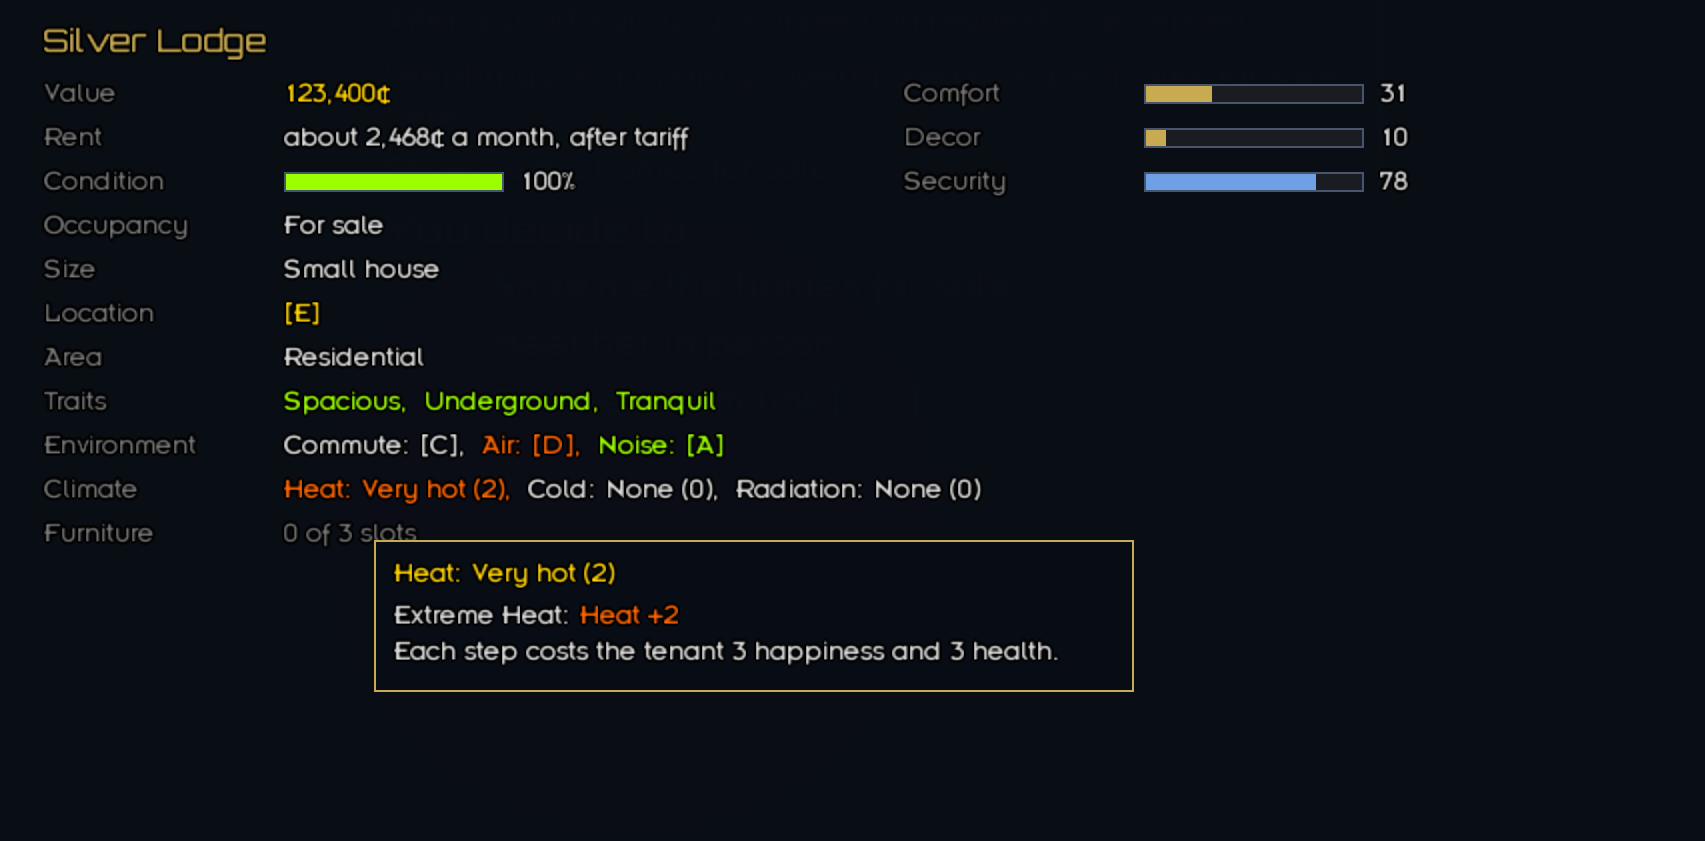 Silver Lodge
Value 123,400¢ Comfort 31
Rent about 2,468¢ a month, after tariff Decor 10
Condition 100% Security 78
Occupancy For sale
Size Small house
Location [E]
Area Residential
Traits Spacious, Underground, Tranquil
Environment Commute: [C], Air: [D], Noise: [A]
Climate Heat: Very hot (2), Cold: None (0), Radiation: None (0)
Furniture 0 of 3 slots
Heat: Very hot (2)
Extreme Heat: Heat +2
Each step costs the tenant 3 happiness and 3 health.